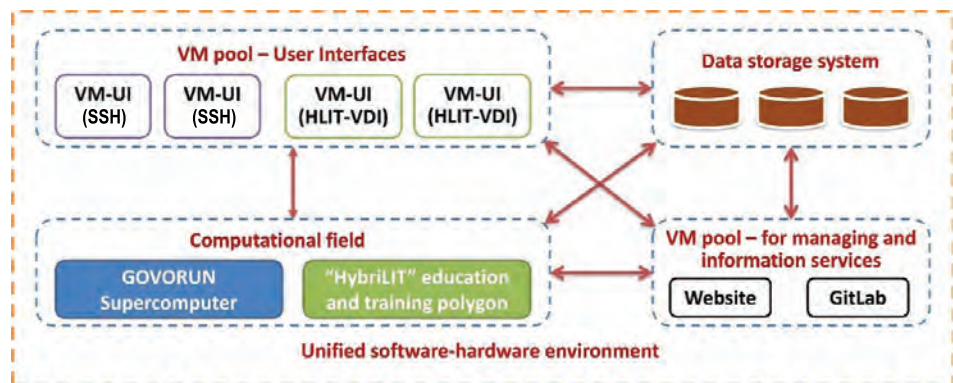 VM pool – User Interfaces
VM-UI
(SSH)
VM-UI
(SSH)
VM-UI
(HLIT-VDI)
VM-UI
(HLIT-VDI)
Data storage system
Computational field
GOVORUN
Supercomputer
"HybriLIT" education
and training polygon
VM pool – for managing and
information services
Website
GitLab
Unified software-hardware environment